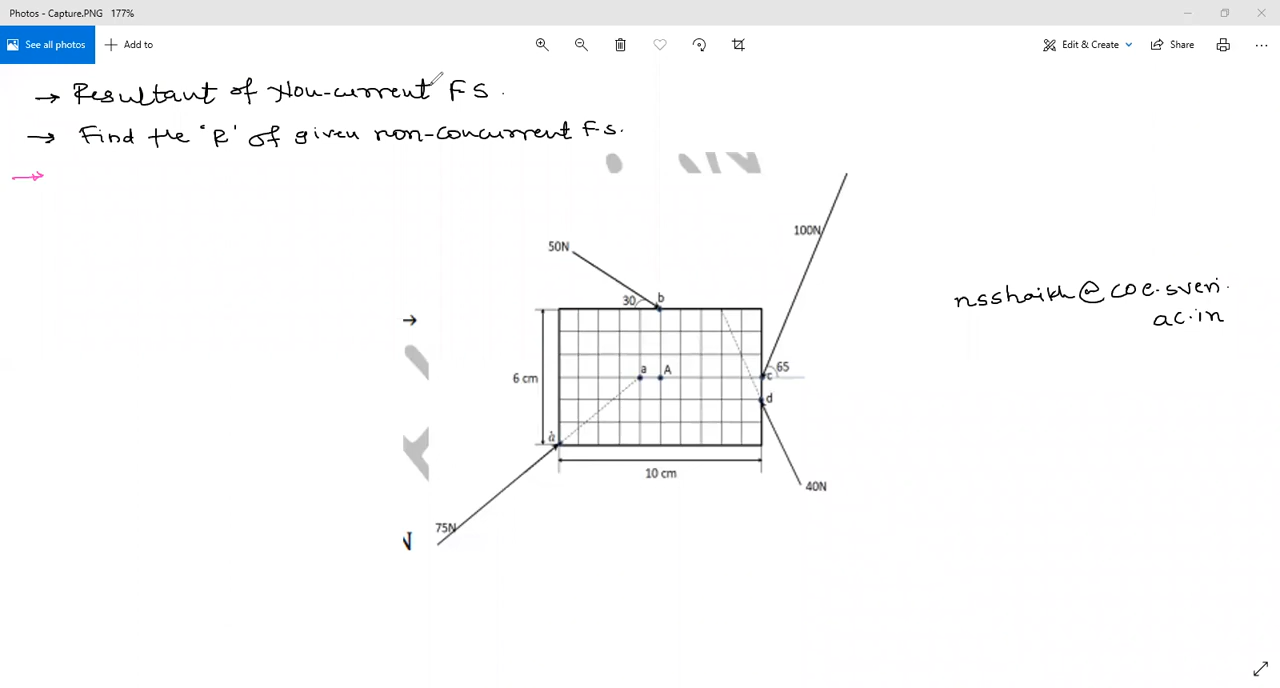 Photos - Capture.PNG 177%
See all photos
Add to
Edit & Create
Share
→ Resultant of Non-current F S .
→ Find the 'R' of given non-concurrent F.s.
100N
50N
30
b
nsshaikh@coe.sveri.
ac.in
→
a
A
65
c
6 cm
d
a
10 cm
40N
75N
N